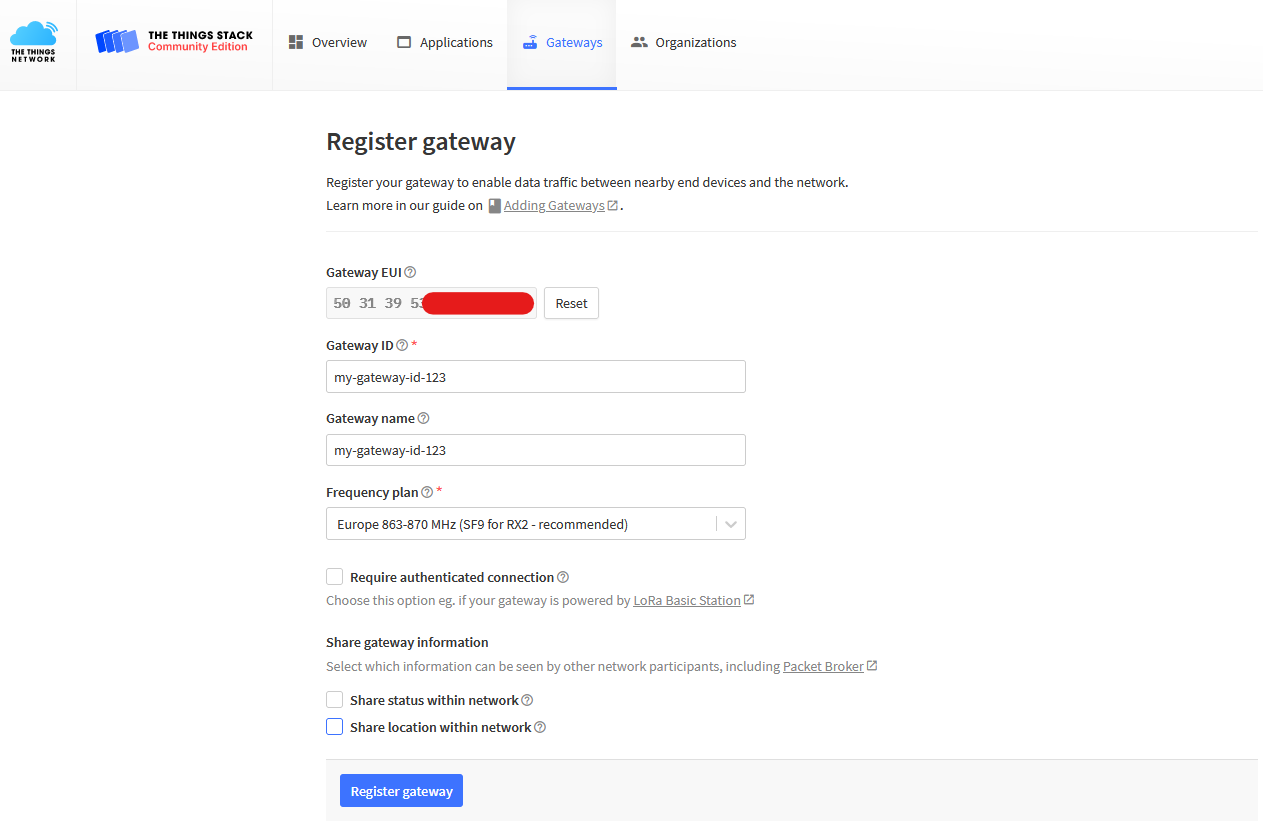 THE THINGS
NETWORK
THE THINGS STACK
Community Edition
Overview
Applications
Gateways
Organizations
Register gateway
Register your gateway to enable data traffic between nearby end devices and the network.
Learn more in our guide on Adding Gateways.
Gateway EUI
50 31 39 53
Reset
Gateway ID *
my-gateway-id-123
Gateway name
my-gateway-id-123
Frequency plan *
Europe 863-870 MHz (SF9 for RX2 - recommended)
Require authenticated connection
Choose this option eg. if your gateway is powered by LoRa Basic Station
Share gateway information
Select which information can be seen by other network participants, including Packet Broker
Share status within network
Share location within network
Register gateway